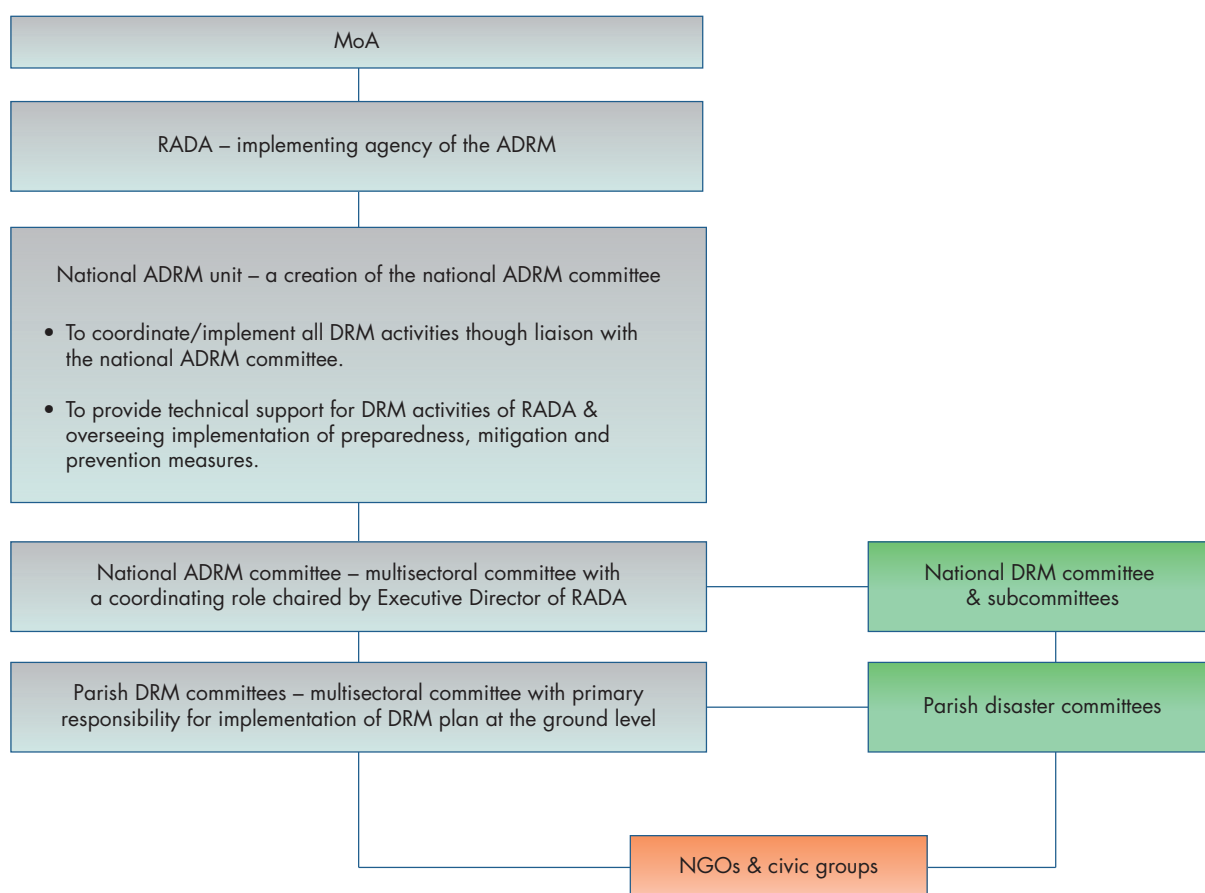 MoA
RADA – implementing agency of the ADRM
National ADRM unit – a creation of the national ADRM committee
• To coordinate/implement all DRM activities though liaison with
the national ADRM committee.
• To provide technical support for DRM activities of RADA &
overseeing implementation of preparedness, mitigation and
prevention measures.
National ADRM committee – multisectoral committee with
a coordinating role chaired by Executive Director of RADA
National DRM committee
& subcommittees
Parish DRM committees – multisectoral committee with primary
responsibility for implementation of DRM plan at the ground level
Parish disaster committees
NGOs & civic groups